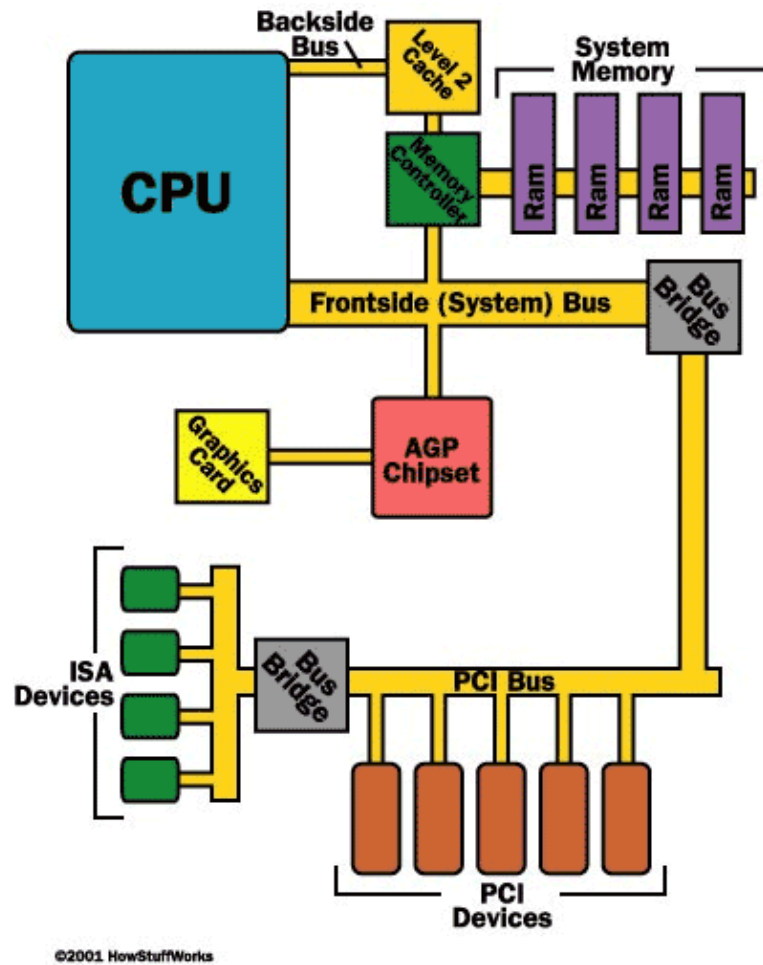 Backside
Bus
Level 2
Cache
System
Memory
CPU
Memory
Controller
Ram
Ram
Ram
Ram
Frontside (System) Bus
Bus
Bridge
Graphics
Card
AGP
Chipset
ISA
Devices
Bus
Bridge
PCI Bus
PCI
Devices
©2001 HowStuffWorks